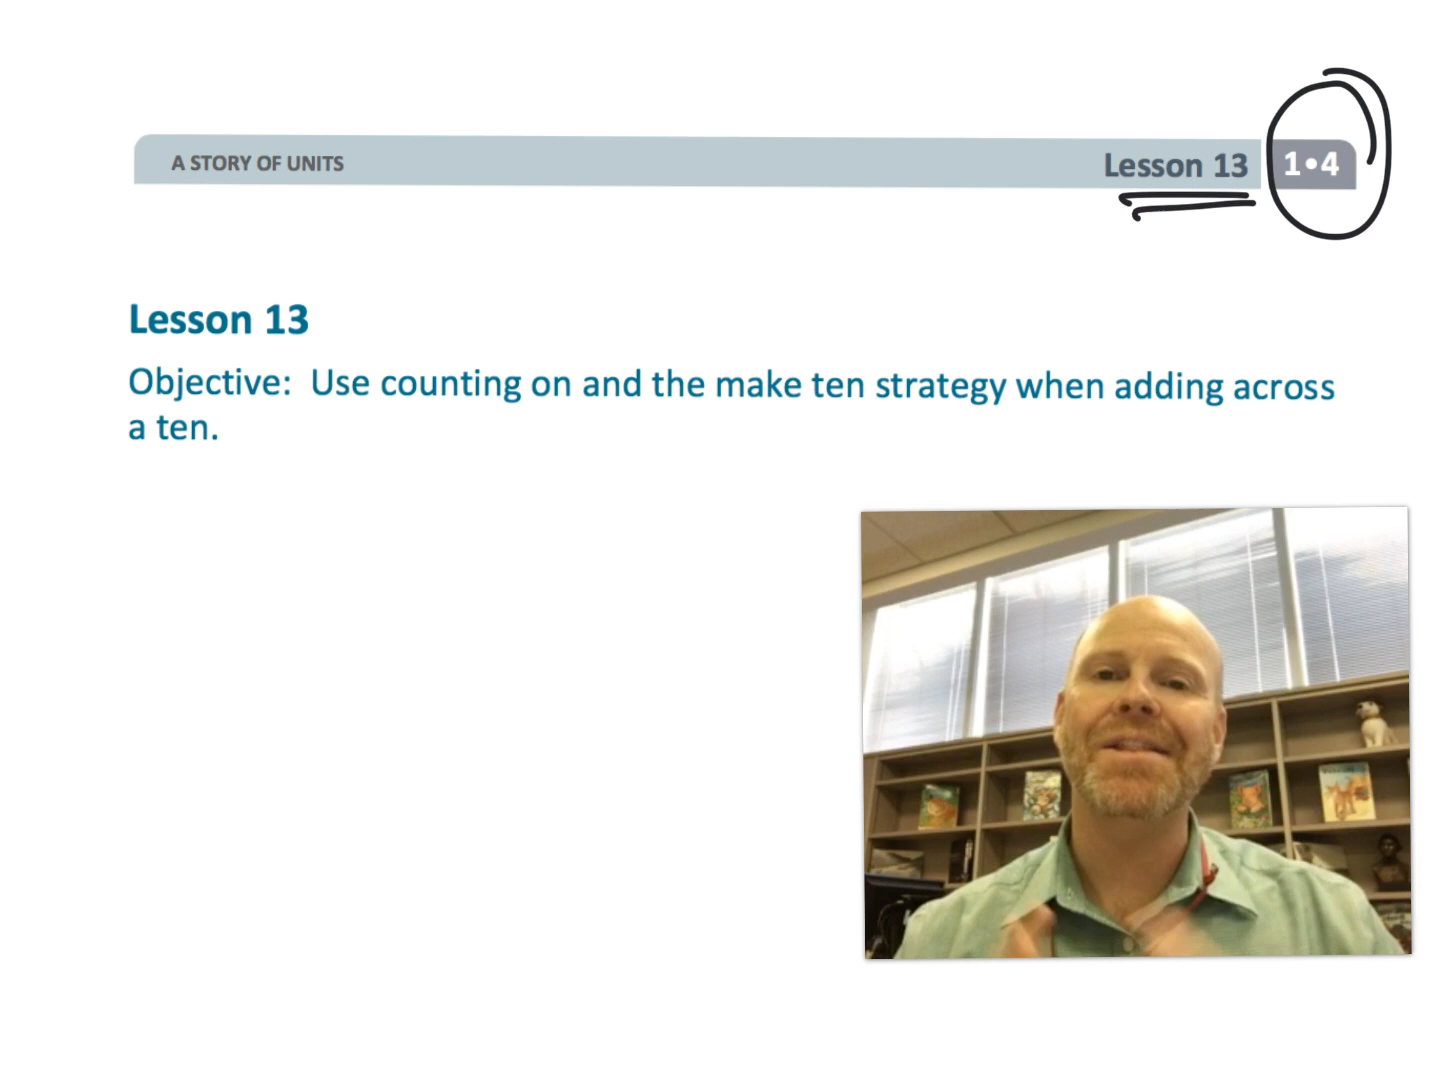 A STORY OF UNITS
Lesson 13
1•4
Lesson 13
Objective:  Use counting on and the make ten strategy when adding across
a ten.